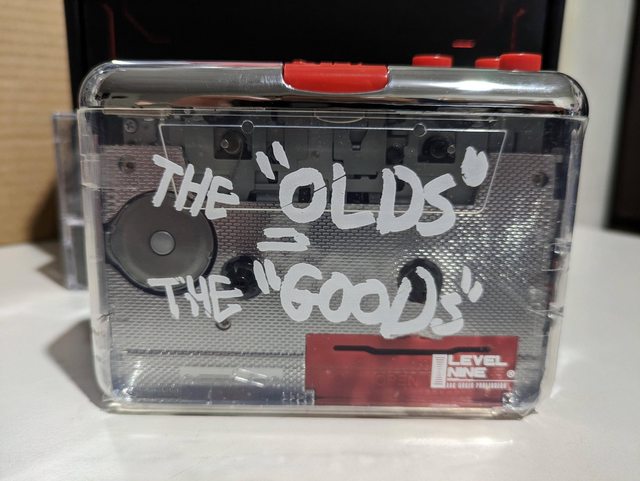 THE "OLDS"
=
THE "GOODS"
LEVEL
NINE